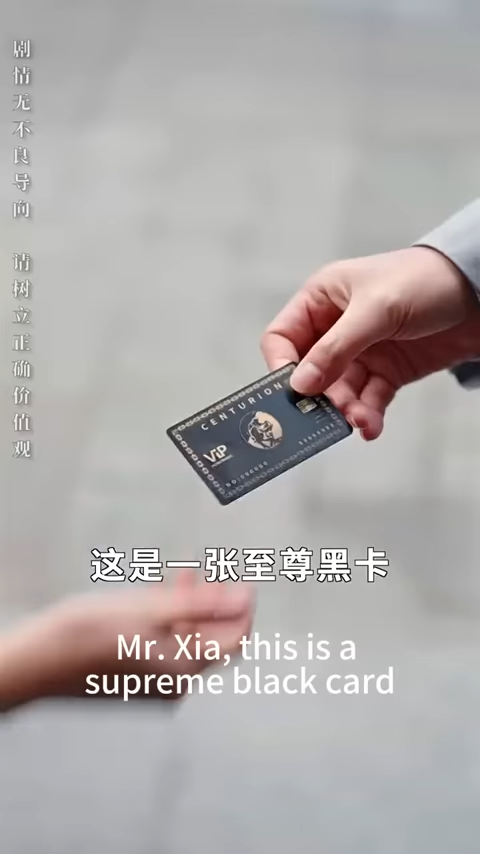 剧情无不良导向 请树立正确价值观
CENTURION
VIP
这是一张至尊黑卡
Mr. Xia, this is a
supreme black card